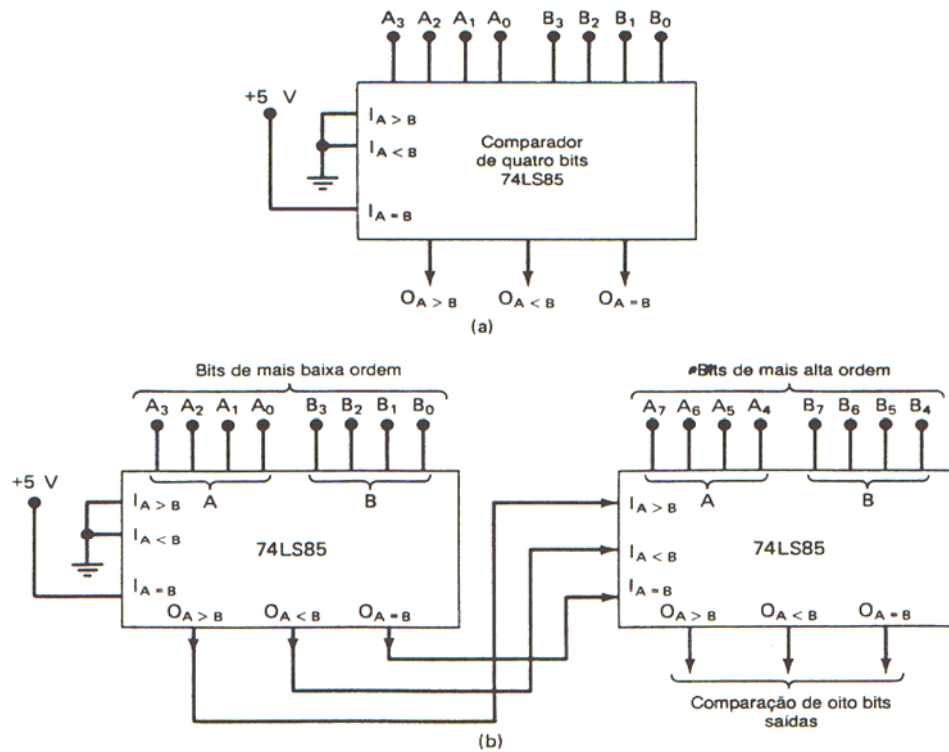 A3 A2 A1 A0 B3 B2 B1 B0
+5 V
IA > B
IA < B
IA = B
Comparador
de quatro bits
74LS85
OA > B OA < B OA = B
(a)
Bits de mais baixa ordem
A3 A2 A1 A0 B3 B2 B1 B0
A B
+5 V
IA > B
IA < B
IA = B
74LS85
OA > B OA < B OA = B
Bits de mais alta ordem
A7 A6 A5 A4 B7 B6 B5 B4
A B
IA > B
IA < B
IA = B
74LS85
OA > B OA < B OA = B
Comparação de oito bits
saídas
(b)